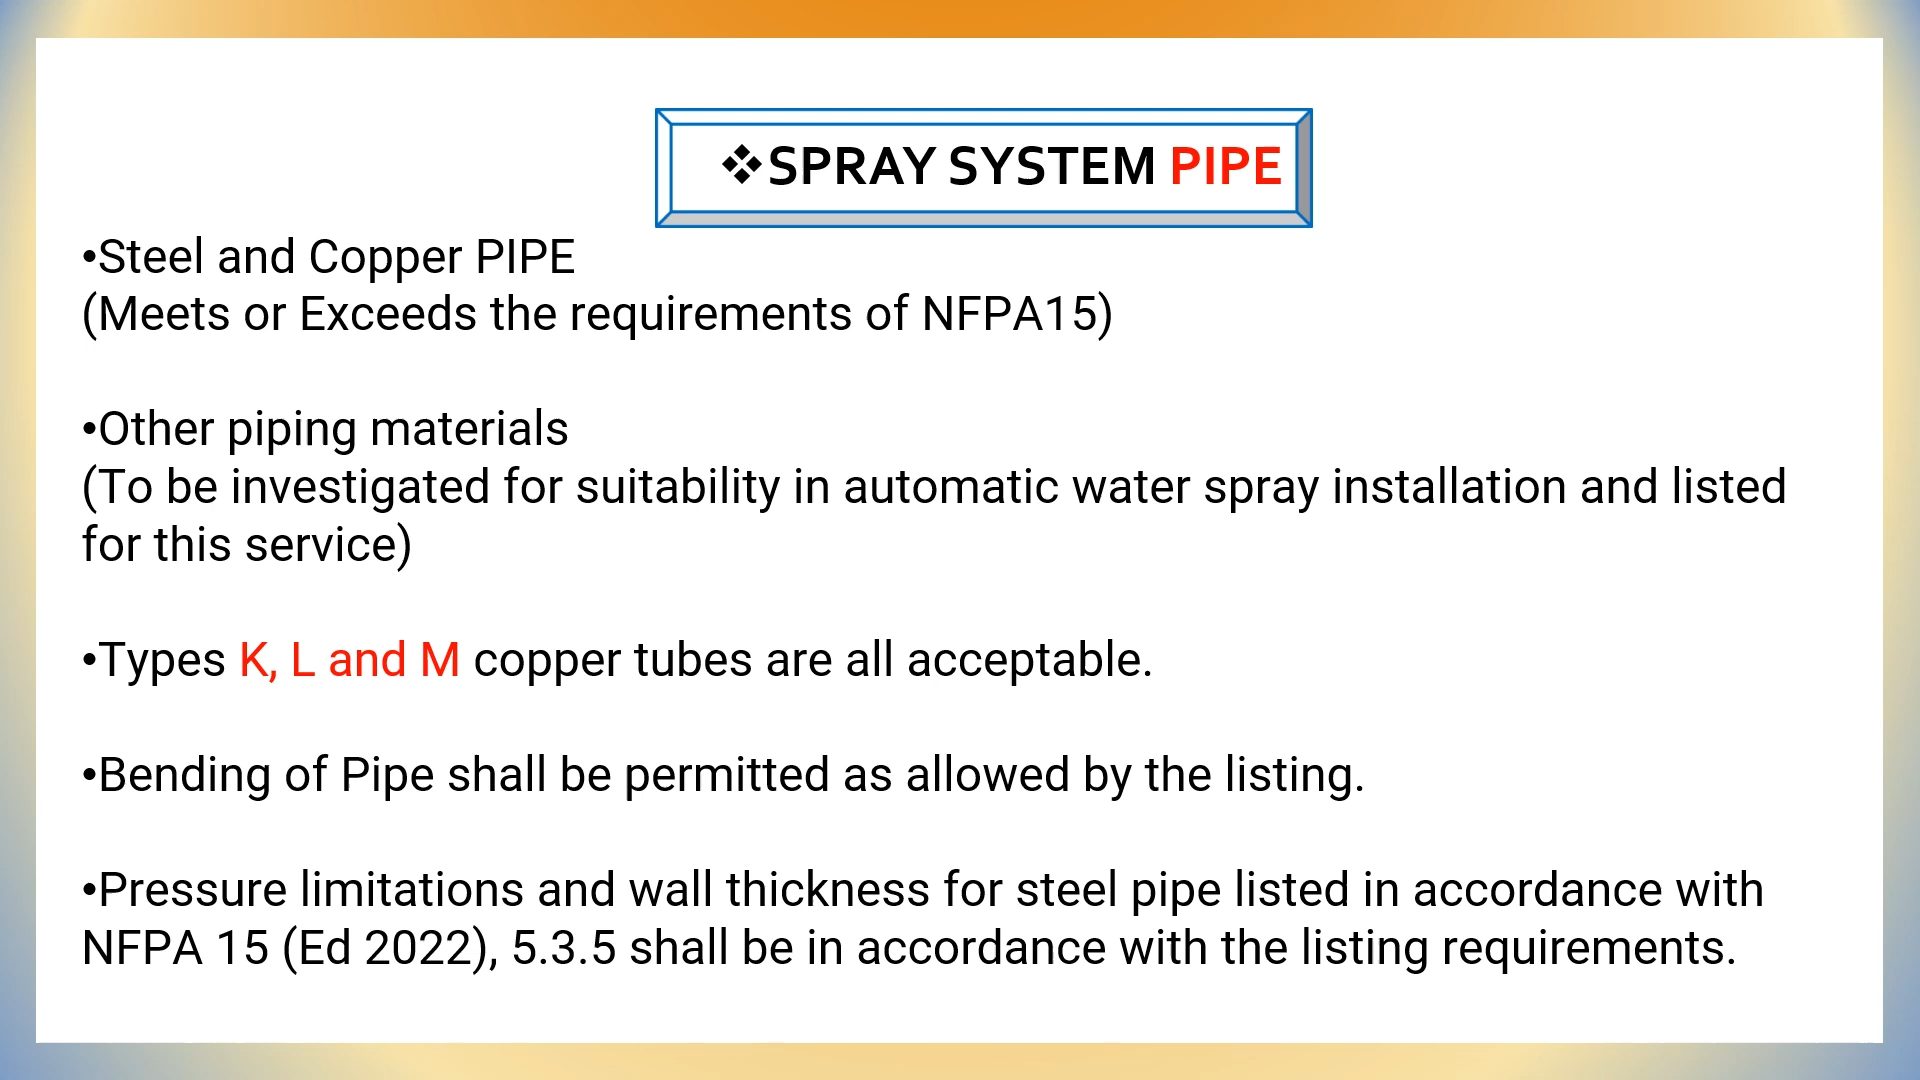 ❖SPRAY SYSTEM PIPE
•Steel and Copper PIPE
(Meets or Exceeds the requirements of NFPA15)
•Other piping materials
(To be investigated for suitability in automatic water spray installation and listed
for this service)
•Types K, L and M copper tubes are all acceptable.
•Bending of Pipe shall be permitted as allowed by the listing.
•Pressure limitations and wall thickness for steel pipe listed in accordance with
NFPA 15 (Ed 2022), 5.3.5 shall be in accordance with the listing requirements.